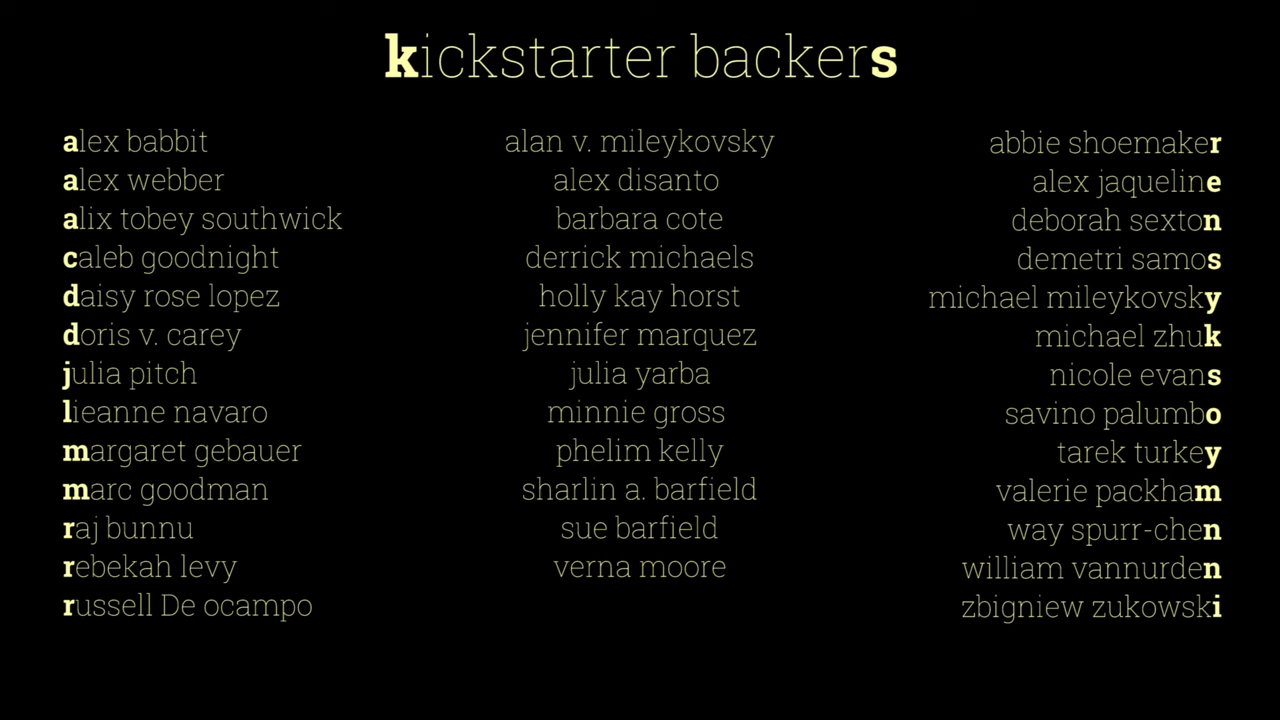 kickstarter backers
alex babbit
alex webber
alix tobey southwick
caleb goodnight
daisy rose lopez
doris v. carey
julia pitch
lieanne navaro
margaret gebauer
marc goodman
raj bunnu
rebekah levy
russell De ocampo
alan v. mileykovsky
alex disanto
barbara cote
derrick michaels
holly kay horst
jennifer marquez
julia yarba
minnie gross
phelim kelly
sharlin a. barfield
sue barfield
verna moore
abbie shoemaker
alex jaqueline
deborah sexton
demetri samos
michael mileykovsky
michael zhuk
nicole evans
savino palumbo
tarek turkey
valerie packham
way spurr-chen
william vannurden
zbigniew zukowski